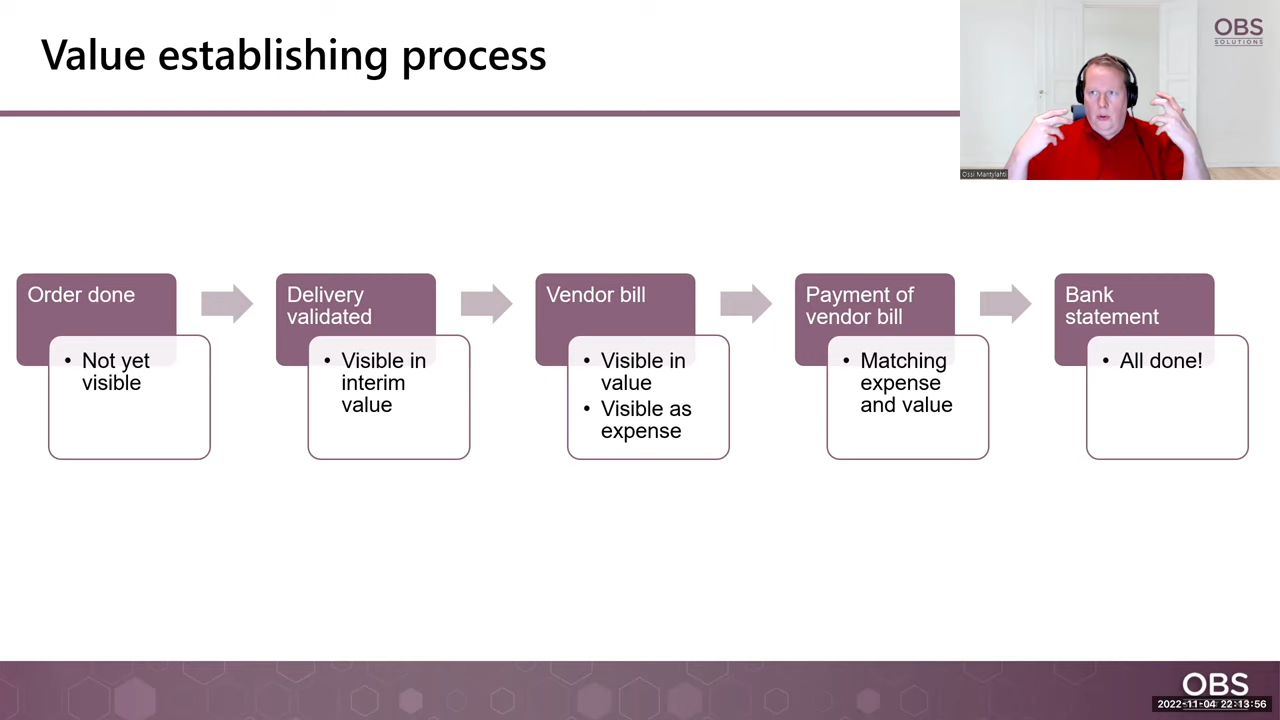 Value establishing process
OBS
SOLUTIONS
Ossi Mantylahti
Order done
• Not yet
visible
Delivery
validated
• Visible in
interim
value
Vendor bill
• Visible in
value
• Visible as
expense
Payment of
vendor bill
• Matching
expense
and value
Bank
statement
• All done!
OBS
2022-11-04 22:13:56